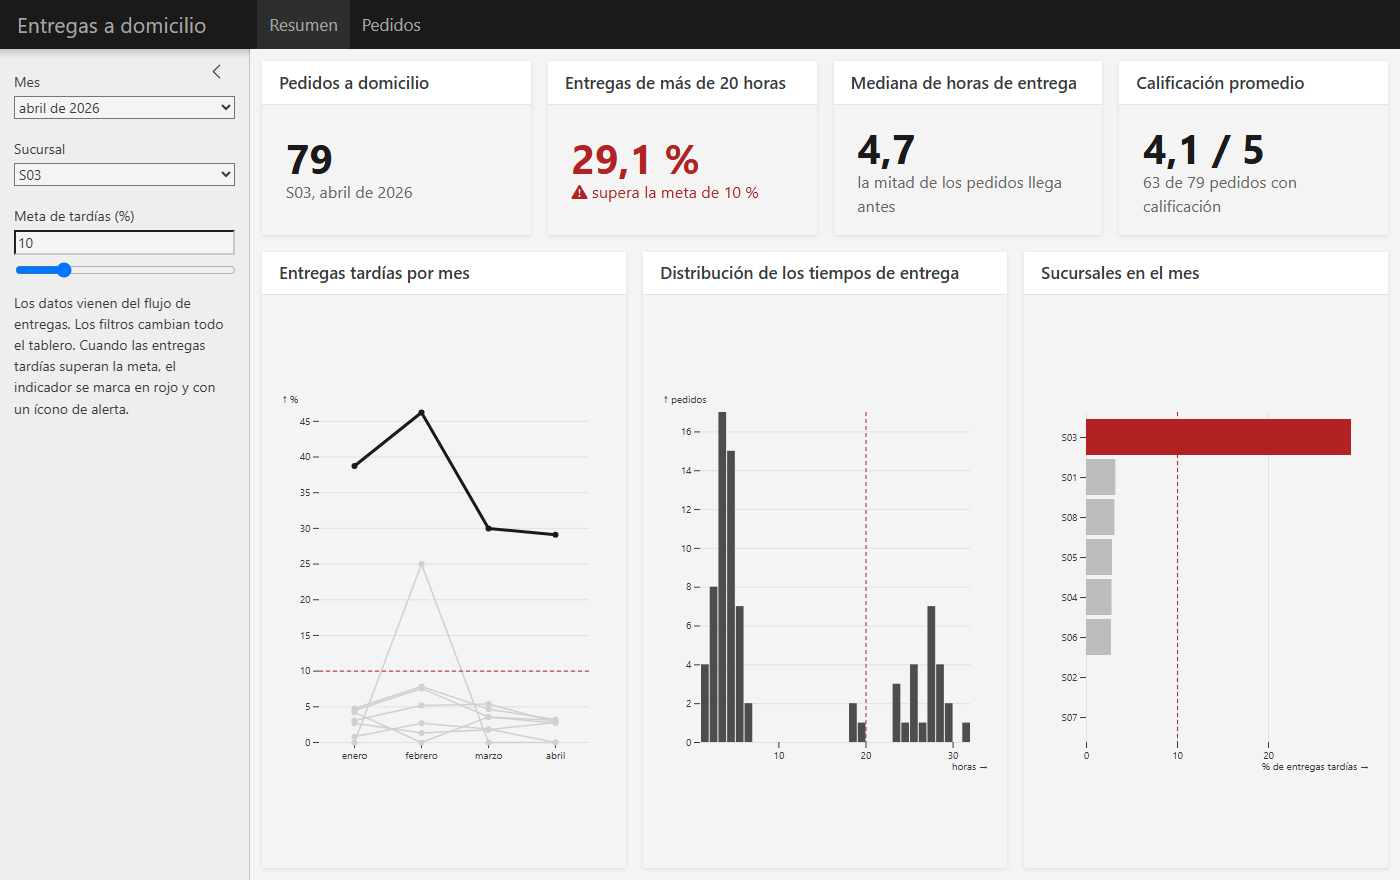 Entregas a domicilio
Resumen
Pedidos
Mes
abril de 2026
Sucursal
S03
Meta de tardías (%)
10
Los datos vienen del flujo de
entregas. Los filtros cambian todo
el tablero. Cuando las entregas
tardías superan la meta, el
indicador se marca en rojo y con
un ícono de alerta.
Pedidos a domicilio
79
S03, abril de 2026
Entregas de más de 20 horas
29,1 %
supera la meta de 10 %
Mediana de horas de entrega
4,7
la mitad de los pedidos llega
antes
Calificación promedio
4,1 / 5
63 de 79 pedidos con
calificación
Entregas tardías por mes
↑ %
45
40
35
30
25
20
15
10
5
0
enero
febrero
marzo
abril
Distribución de los tiempos de entrega
↑ pedidos
16
14
12
10
8
6
4
2
0
10
20
30
horas →
Sucursales en el mes
S03
S01
S08
S05
S04
S06
S02
S07
0
10
20
% de entregas tardías →